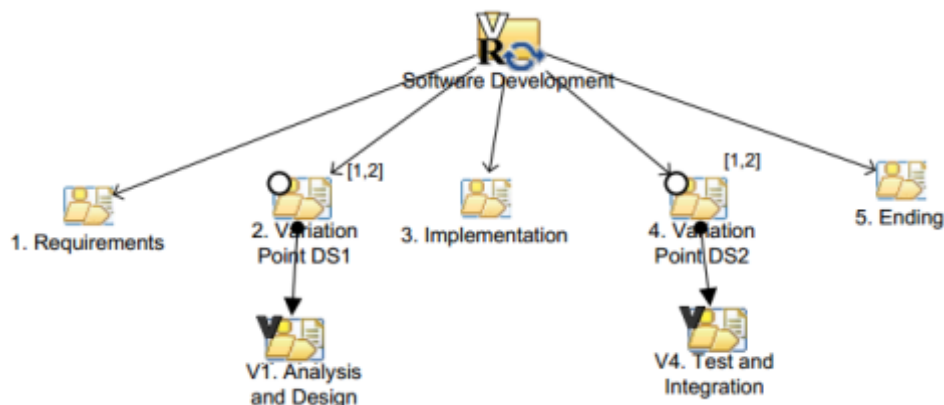 V
R
Software Development
[1,2]
[1,2]
1. Requirements
2. Variation
Point DS1
3. Implementation
4. Variation
Point DS2
5. Ending
V
V1. Analysis
and Design
V
V4. Test and
Integration